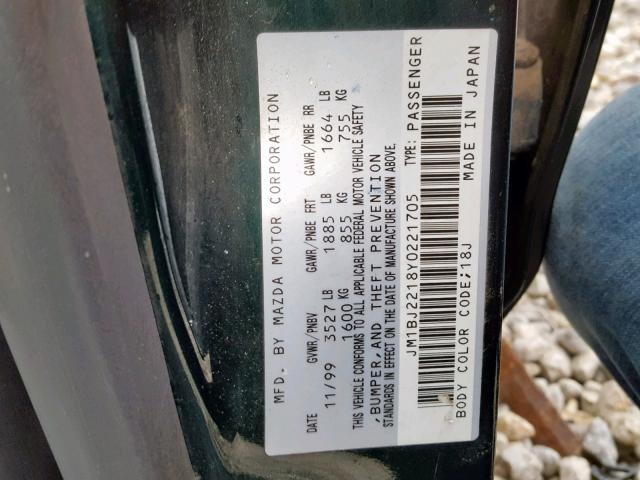 MFD. BY MAZDA MOTOR CORPORATION
DATE GVWR/PNBV GAWR/PNBE FRT GAWR/PNBE RR
11/99 3527 LB 1885 LB 1664 LB
1600 KG 855 KG 755 KG
THIS VEHICLE CONFORMS TO ALL APPLICABLE FEDERAL MOTOR VEHICLE SAFETY
,BUMPER,AND THEFT PREVENTION
STANDARDS IN EFFECT ON THE DATE OF MANUFACTURE SHOWN ABOVE.
JM1BJ2218Y0221705 TYPE: PASSENGER
BODY COLOR CODE;18J MADE IN JAPAN